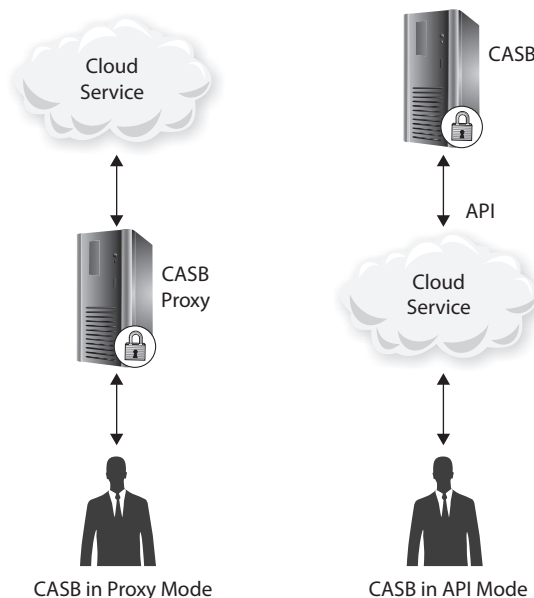 Cloud
Service
CASB
Proxy
CASB in Proxy Mode
CASB
API
Cloud
Service
CASB in API Mode